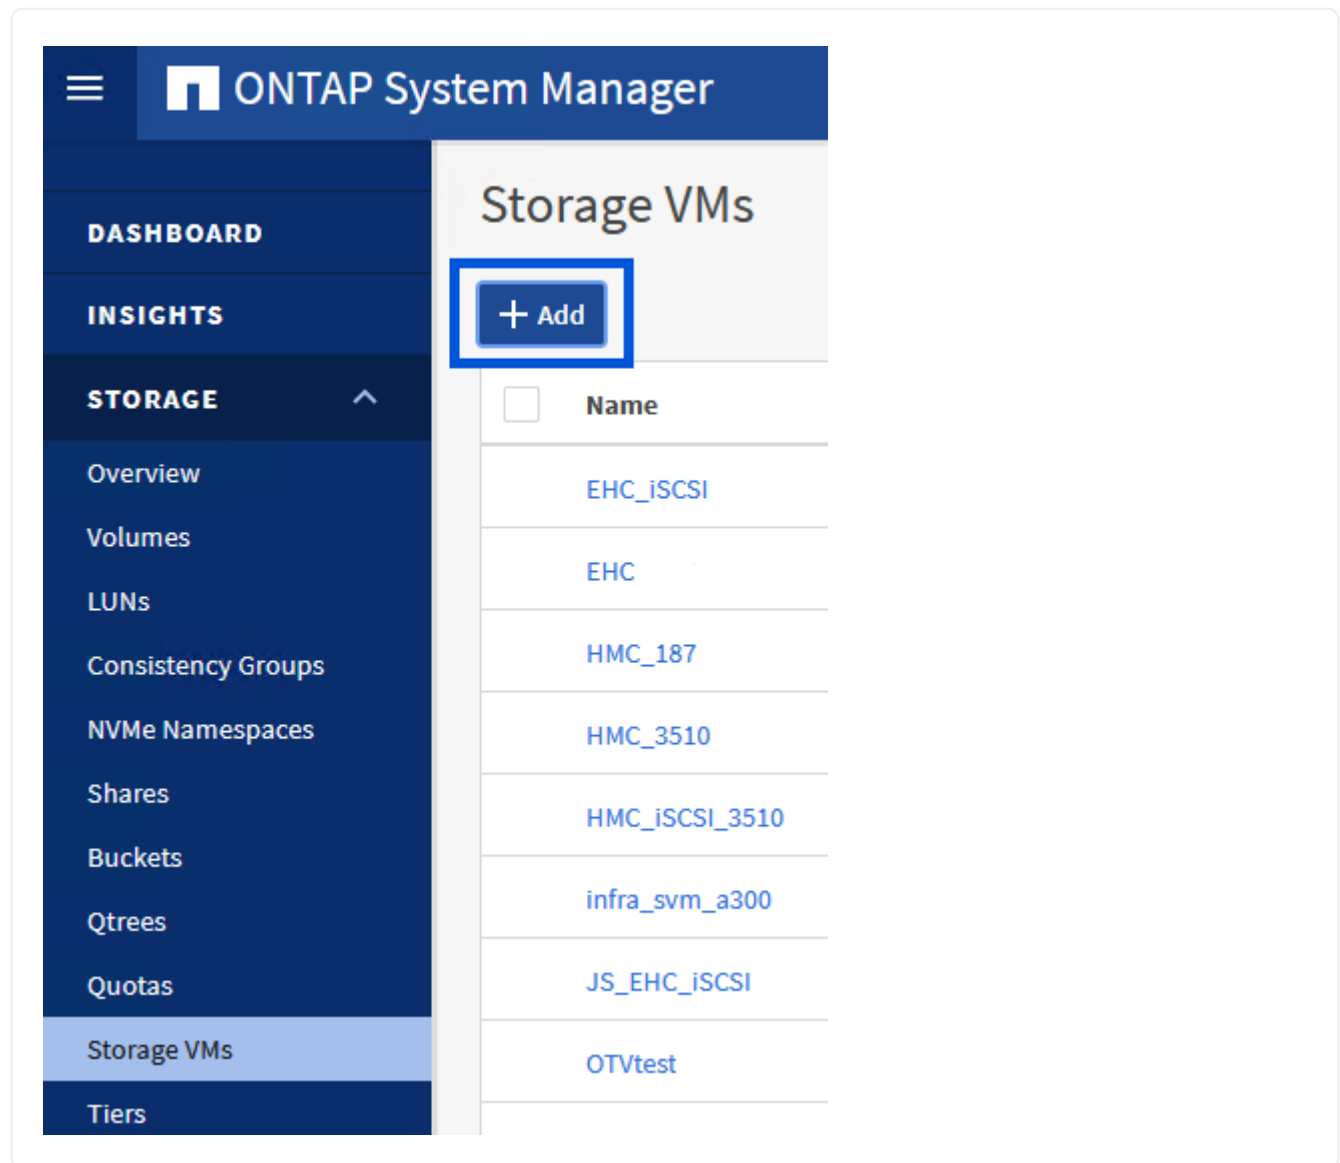 ONTAP System Manager
DASHBOARD
INSIGHTS
STORAGE
Overview
Volumes
LUNs
Consistency Groups
NVMe Namespaces
Shares
Buckets
Qtrees
Quotas
Storage VMs
Tiers
Storage VMs
+ Add
Name
EHC_iSCSI
EHC
HMC_187
HMC_3510
HMC_iSCSI_3510
infra_svm_a300
JS_EHC_iSCSI
OTVtest